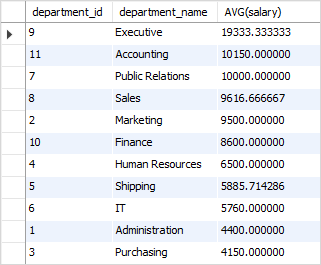 department_id department_name AVG(salary)
9 Executive 19333.333333
11 Accounting 10150.000000
7 Public Relations 10000.000000
8 Sales 9616.666667
2 Marketing 9500.000000
10 Finance 8600.000000
4 Human Resources 6500.000000
5 Shipping 5885.714286
6 IT 5760.000000
1 Administration 4400.000000
3 Purchasing 4150.000000